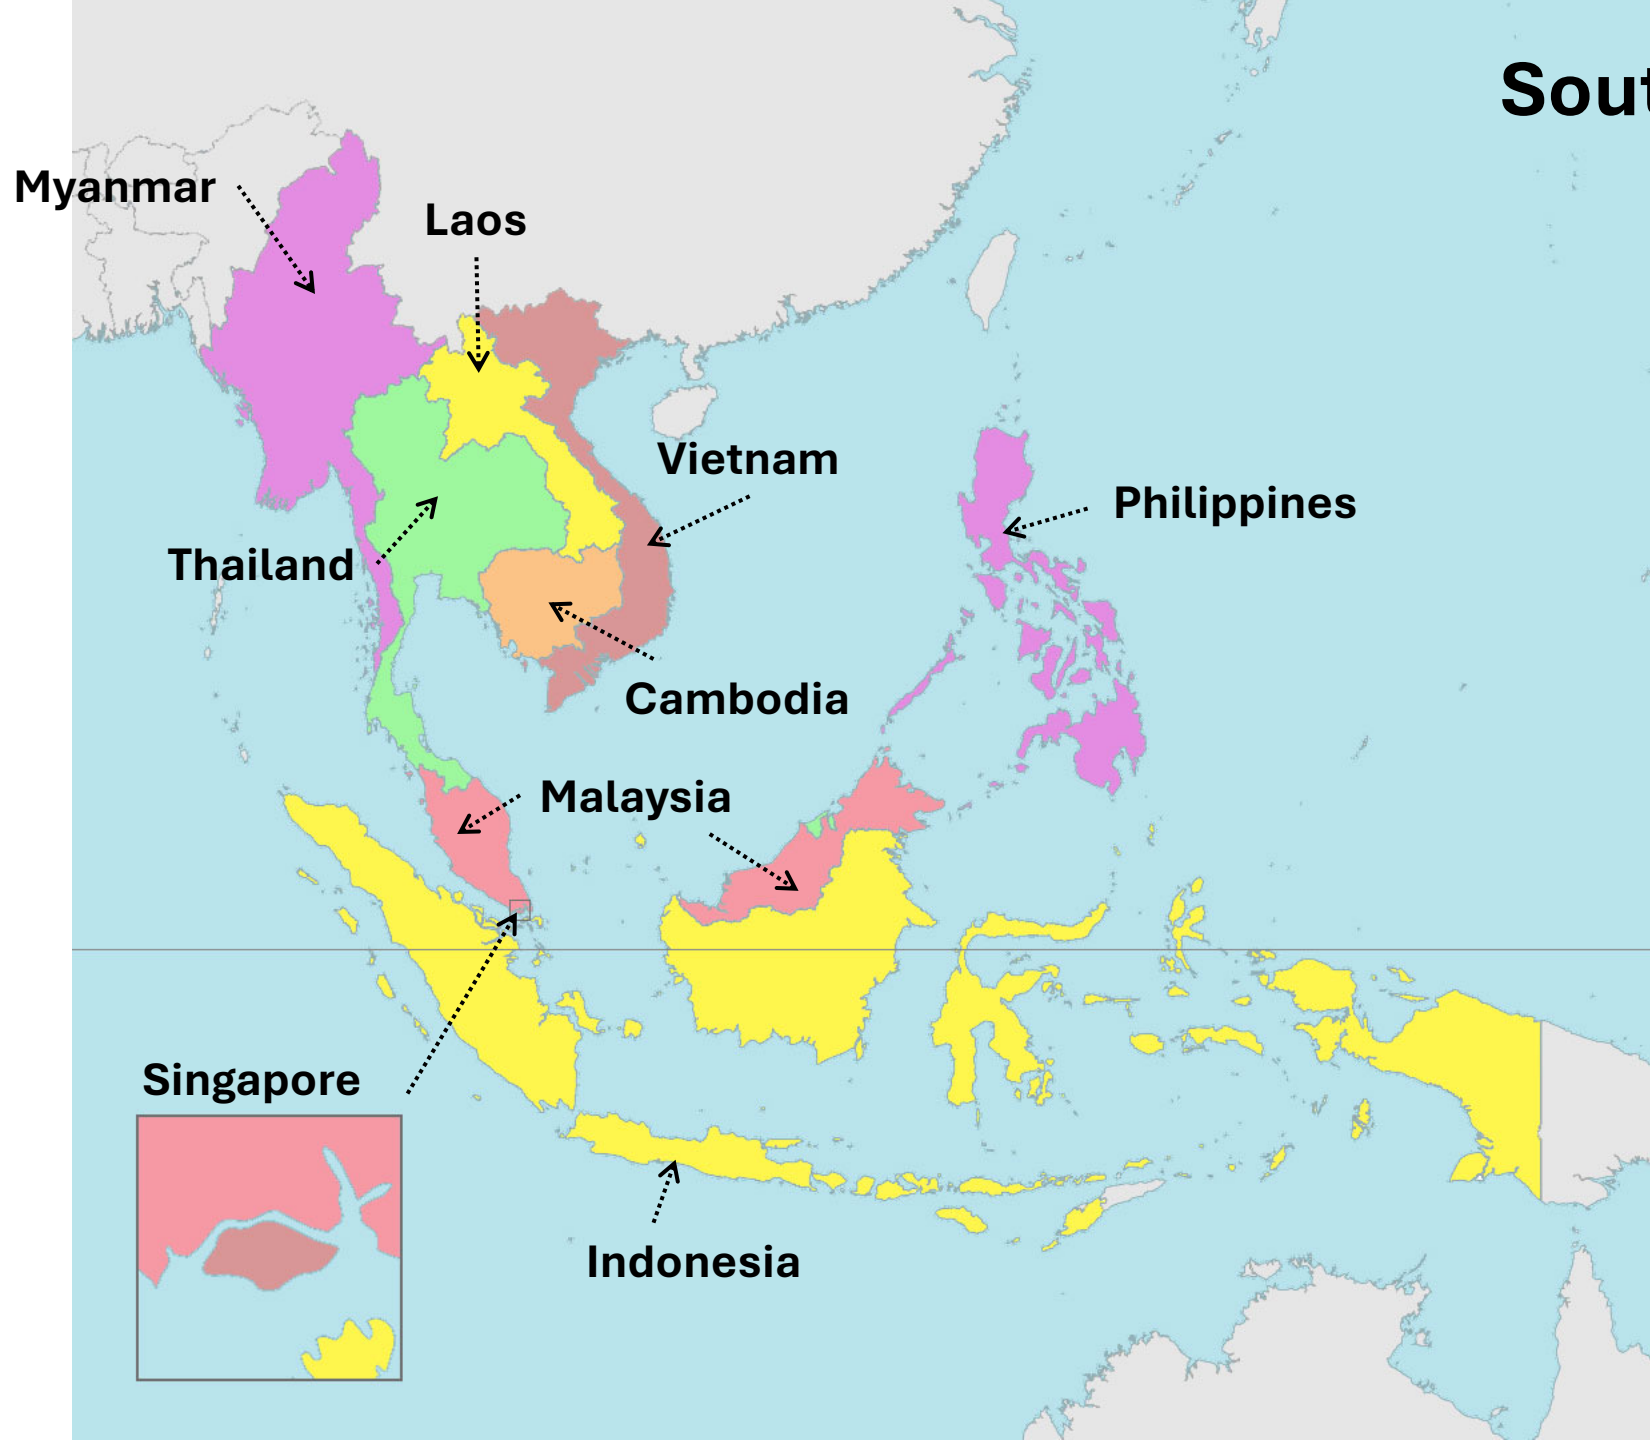 Sout
Myanmar
Laos
Vietnam
Philippines
Thailand
Cambodia
Malaysia
Singapore
Indonesia